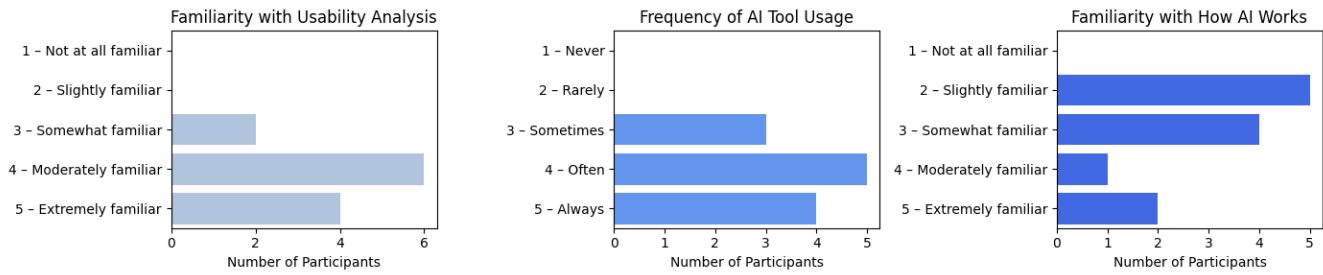 Familiarity with Usability Analysis
1 – Not at all familiar
2 – Slightly familiar
3 – Somewhat familiar
4 – Moderately familiar
5 – Extremely familiar
0 2 4 6
Number of Participants
Frequency of AI Tool Usage
1 – Never
2 – Rarely
3 – Sometimes
4 – Often
5 – Always
0 1 2 3 4 5
Number of Participants
Familiarity with How AI Works
1 – Not at all familiar
2 – Slightly familiar
3 – Somewhat familiar
4 – Moderately familiar
5 – Extremely familiar
0 1 2 3 4 5
Number of Participants